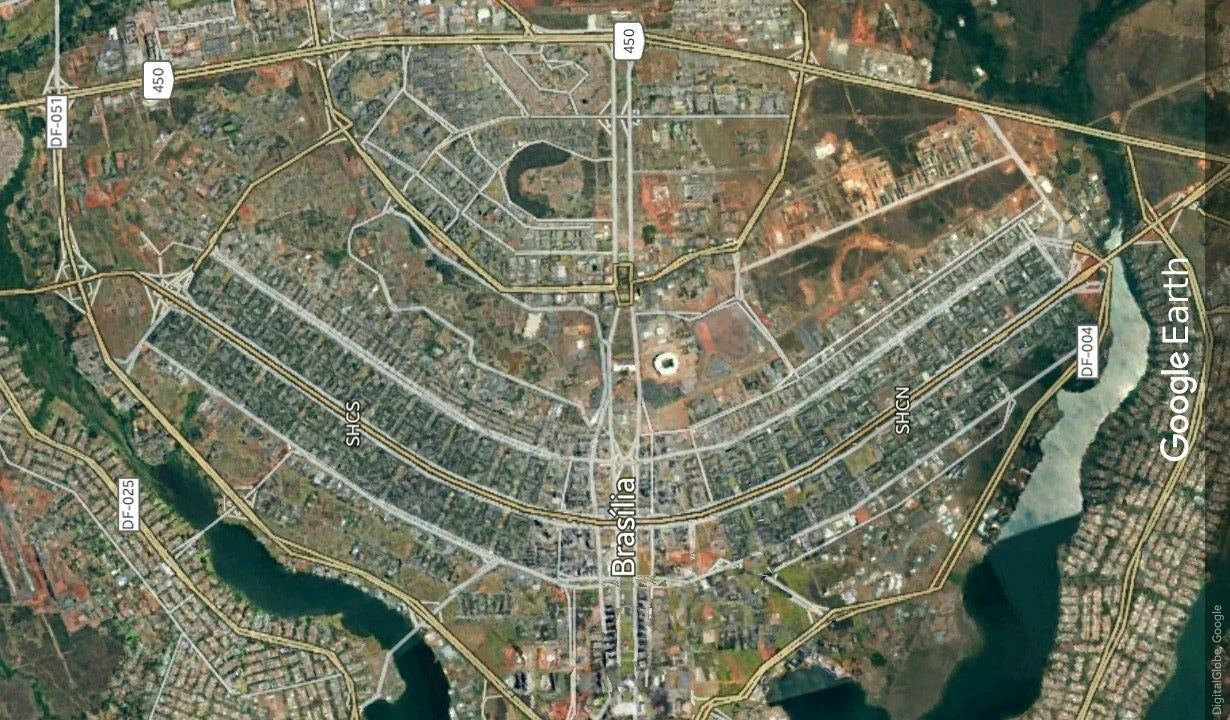 450
450
DF-051
DF-004
SHCS
SHCN
DF-025
Brasília
Google Earth
DigitalGlobe, Google